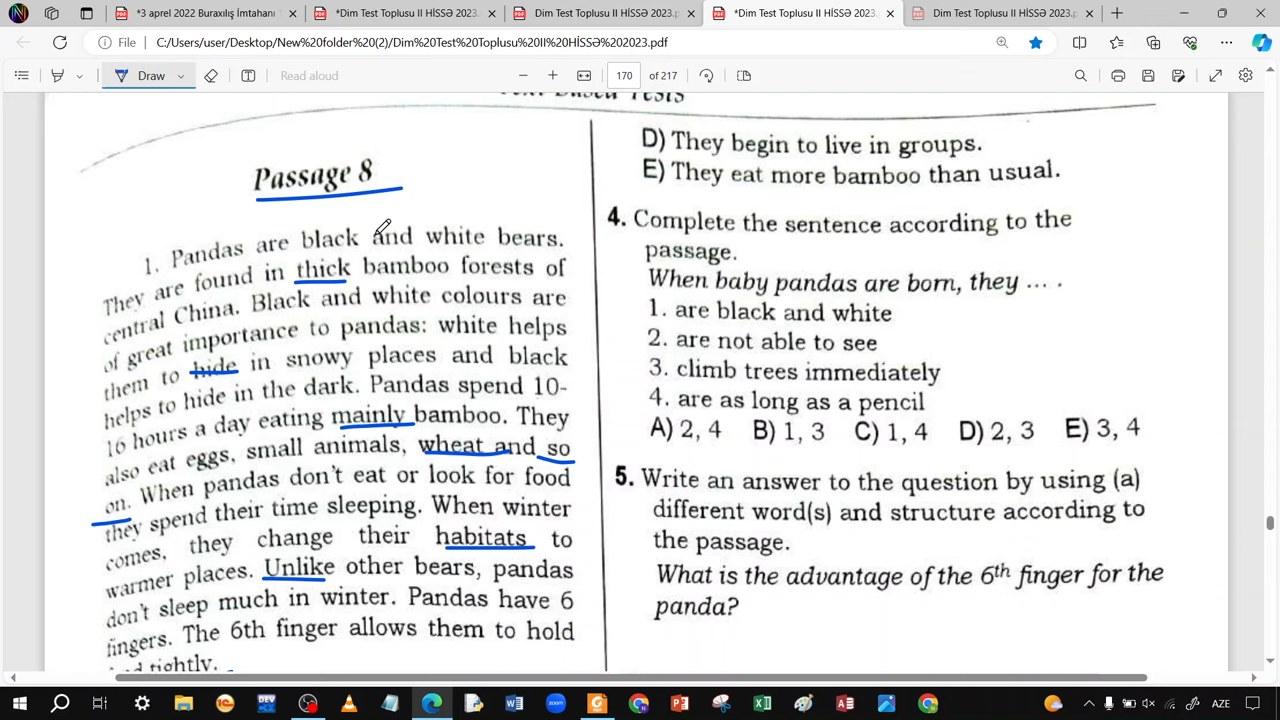 *3 aprel 2022 Buraxılış İmtahanı
*Dim Test Toplusu II HİSSƏ 2023.
Dim Test Toplusu II HİSSƏ 2023.p
*Dim Test Toplusu II HİSSƏ 2023
Dim Test Toplusu II HİSSƏ 2023.p
File
C:/Users/user/Desktop/New%20folder%20(2)/Dim%20Test%20Toplusu%20II%20HİSSƏ%202023.pdf
Draw
Read aloud
170 of 217
Passage 8
1. Pandas are black and white bears.
They are found in thick bamboo forests of
central China. Black and white colours are
of great importance to pandas: white helps
them to hide in snowy places and black
helps to hide in the dark. Pandas spend 10-
16 hours a day eating mainly bamboo. They
also eat eggs, small animals, wheat and so
on. When pandas don't eat or look for food
they spend their time sleeping. When winter
comes, they change their habitats to
warmer places. Unlike other bears, pandas
don't sleep much in winter. Pandas have 6
fingers. The 6th finger allows them to hold
tightly.
D) They begin to live in groups.
E) They eat more bamboo than usual.
4. Complete the sentence according to the
passage.
When baby pandas are born, they ... .
1. are black and white
2. are not able to see
3. climb trees immediately
4. are as long as a pencil
A) 2, 4 B) 1, 3 C) 1, 4 D) 2, 3 E) 3, 4
5. Write an answer to the question by using (a)
different word(s) and structure according to
the passage.
What is the advantage of the 6th finger for the
panda?
AZE